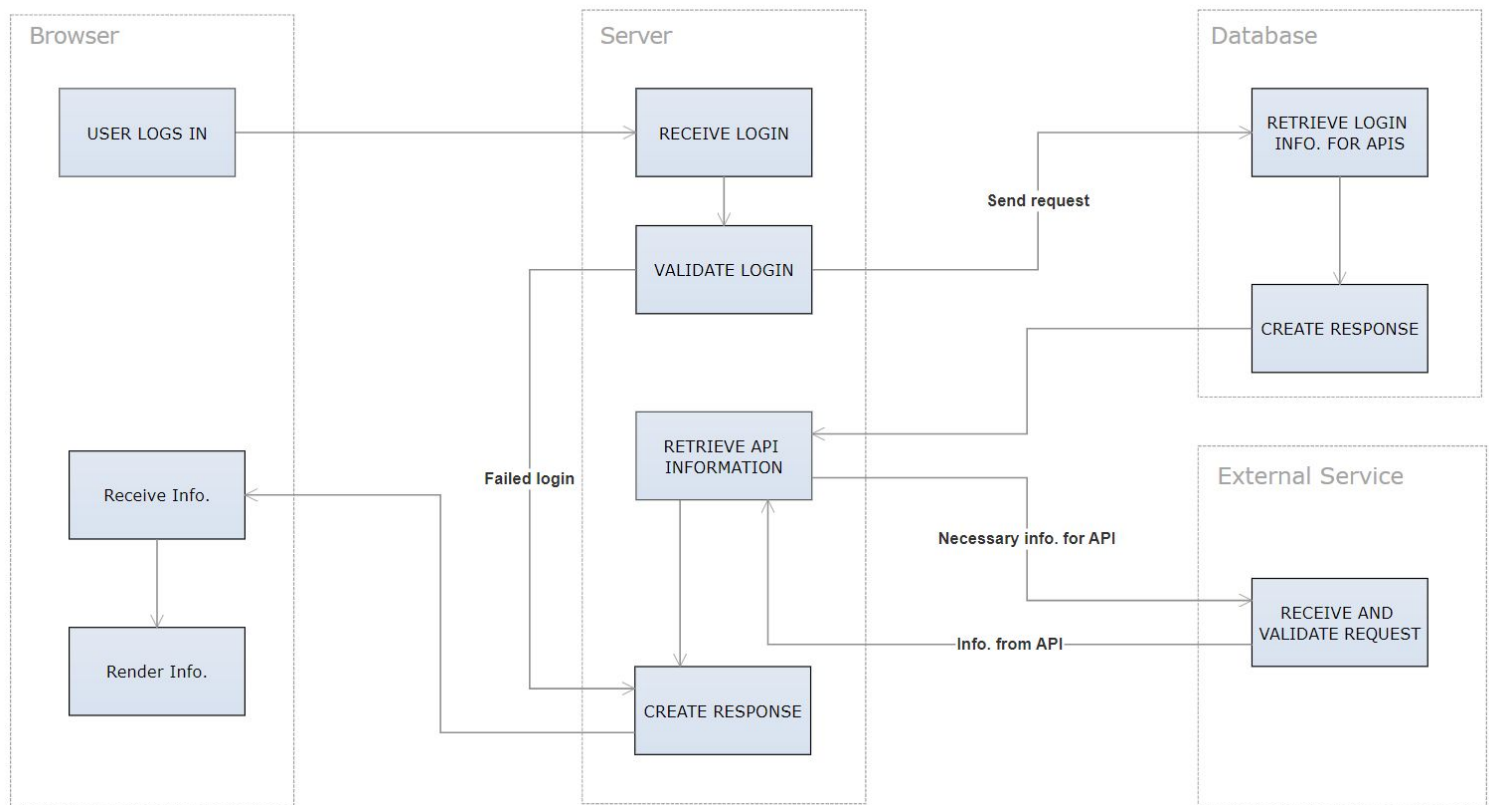 Browser
Server
Database
USER LOGS IN
RECEIVE LOGIN
RETRIEVE LOGIN
INFO. FOR APIS
Send request
VALIDATE LOGIN
CREATE RESPONSE
RETRIEVE API
INFORMATION
Failed login
External Service
Receive Info.
Necessary info. for API
RECEIVE AND
VALIDATE REQUEST
Info. from API
Render Info.
CREATE RESPONSE